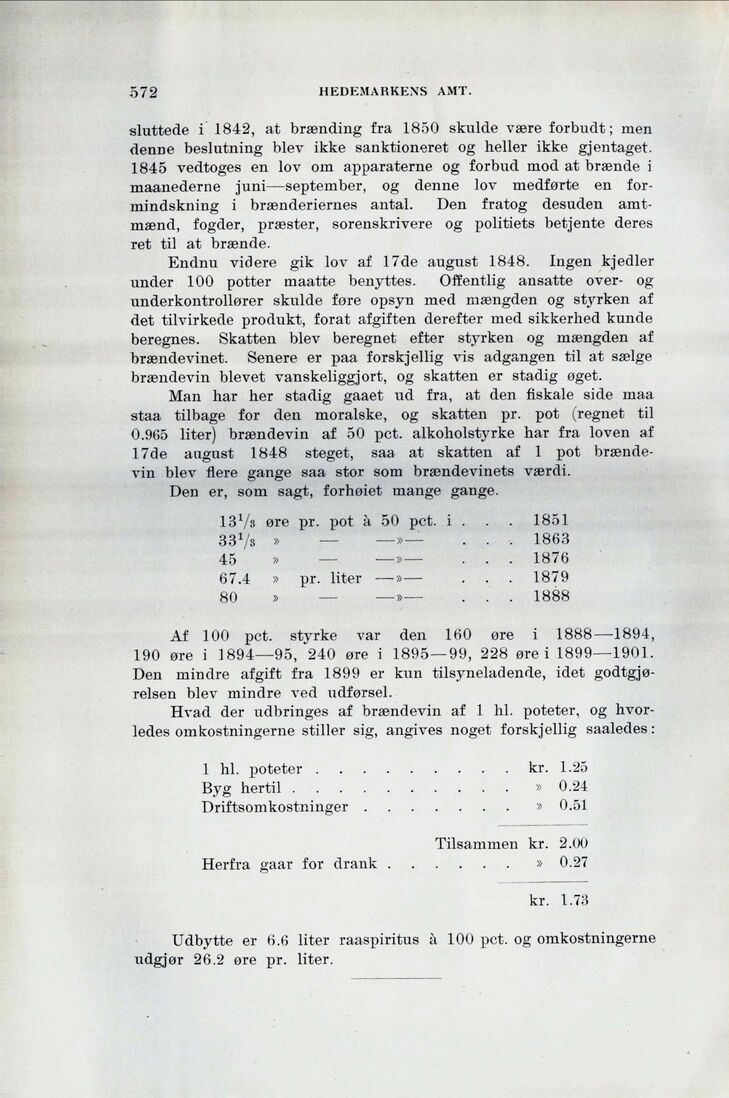 572 HEDEMARKENS AMT.
sluttede i 1842, at brænding fra 1850 skulde være forbudt; men
denne beslutning blev ikke sanktioneret og heller ikke gjentaget.
1845 vedtoges en lov om apparaterne og forbud mod at brænde i
maanederne juni—september, og denne lov medførte en for-
mindskning i brænderiernes antal. Den fratog desuden amt-
mænd, fogder, præster, sorenskrivere og politiets betjente deres
ret til at brænde.
Endnu videre gik lov af 17de august 1848. Ingen kjedler
under 100 potter maatte benyttes. Offentlig ansatte over- og
underkontrollører skulde føre opsyn med mængden og styrken af
det tilvirkede produkt, forat afgiften derefter med sikkerhed kunde
beregnes. Skatten blev beregnet efter styrken og mængden af
brændevinet. Senere er paa forskjellig vis adgangen til at sælge
brændevin blevet vanskeliggjort, og skatten er stadig øget.
Man har her stadig gaaet ud fra, at den fiskale side maa
staa tilbage for den moralske, og skatten pr. pot (regnet til
0.965 liter) brændevin af 50 pct. alkoholstyrke har fra loven af
17de august 1848 steget, saa at skatten af 1 pot brænde-
vin blev flere gange saa stor som brændevinets værdi.
Den er, som sagt, forhøiet mange gange.
13 1/3 øre pr. pot à 50 pct. i . . . 1851
33 1/3 » — —»— . . . 1863
45 » — —»— . . . 1876
67.4 » pr. liter —»— . . . 1879
80 » — —»— . . . 1888
Af 100 pct. styrke var den 160 øre i 1888—1894,
190 øre i 1894—95, 240 øre i 1895—99, 228 øre i 1899—1901.
Den mindre afgift fra 1899 er kun tilsyneladende, idet godtgjø-
relsen blev mindre ved udførsel.
Hvad der udbringes af brændevin af 1 hl. poteter, og hvor-
ledes omkostningerne stiller sig, angives noget forskjellig saaledes:
1 hl. poteter . . . . . . . . . kr. 1.25
Byg hertil . . . . . . . . . . » 0.24
Driftsomkostninger . . . . . . . » 0.51
Tilsammen kr. 2.00
Herfra gaar for drank . . . . . . » 0.27
kr. 1.73
Udbytte er 6.6 liter raaspiritus à 100 pct. og omkostningerne
udgjør 26.2 øre pr. liter.